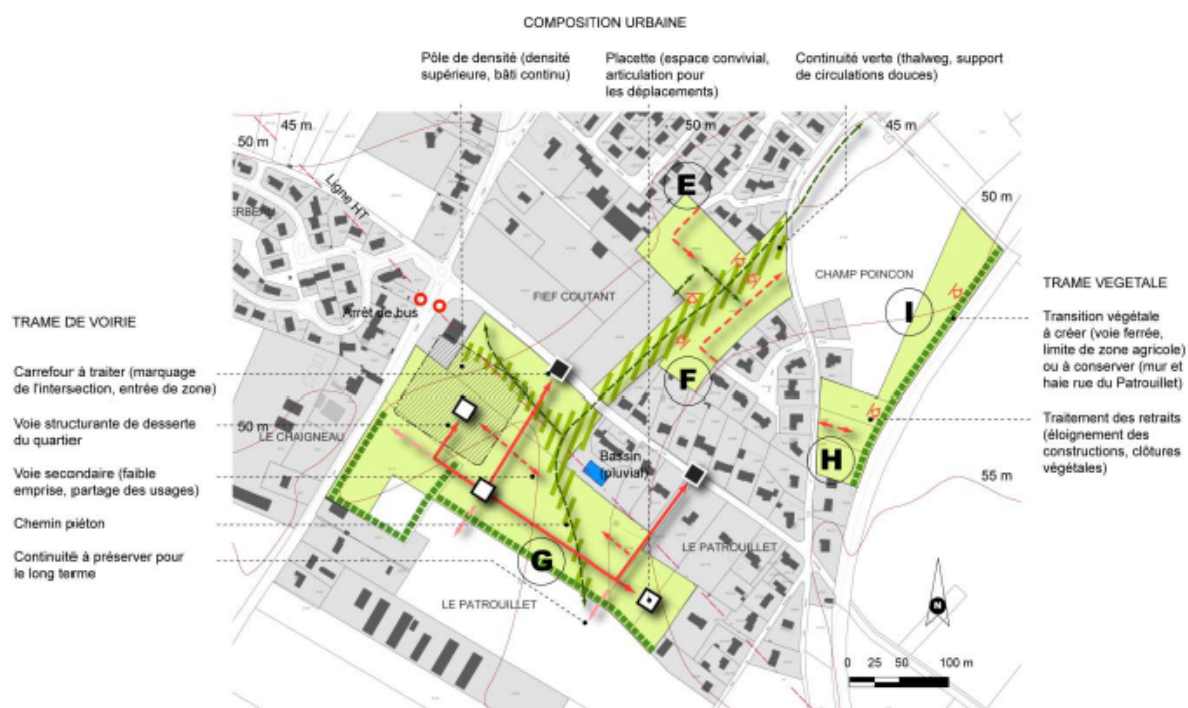 COMPOSITION URBAINE
Pôle de densité (densité
supérieure, bâti continu)
Placette (espace convivial,
articulation pour
les déplacements)
Continuité verte (thalweg, support
de circulations douces)
45 m
50 m
50 m
45 m
50 m
Ligne HT
ERBEAU
E
CHAMP POINCON
FIEF COUTANT
I
Arrêt de bus
F
TRAME DE VOIRIE
Carrefour à traiter (marquage
de l'intersection, entrée de zone)
Voie structurante de desserte
du quartier
Voie secondaire (faible
emprise, partage des usages)
Chemin piéton
Continuité à préserver pour
le long terme
TRAME VEGETALE
Transition végétale
à créer (voie ferrée,
limite de zone agricole)
ou à conserver (mur et
haie rue du Patrouillet)
Traitement des retraits
(éloignement des
constructions, clôtures
végétales)
50 m
LE CHAIGNEAU
Bassin
(pluvial)
H
55 m
G
LE PATROUILLET
LE PATROUILLET
N
0 25 50 100 m